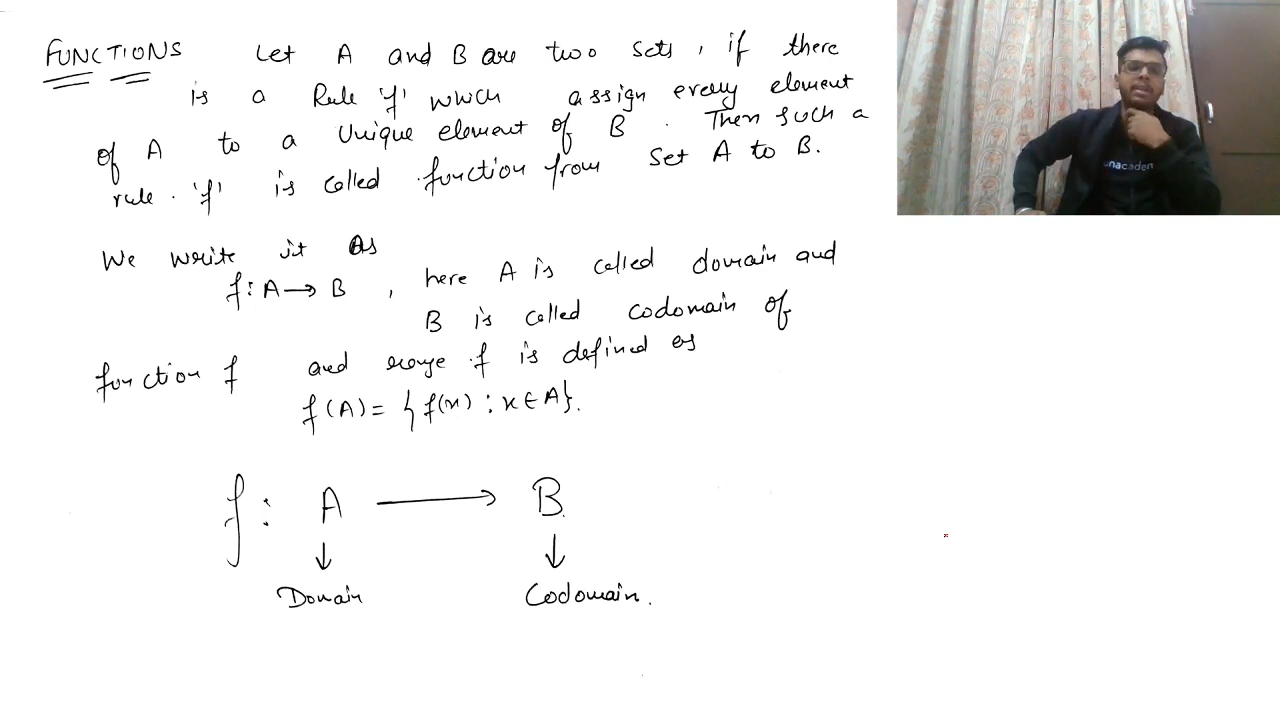 FUNCTIONS Let A and B are two sets, if there
is a Rule 'f' which assign every element
of A to a Unique element of B. Then such a
rule 'f' is called function from set A to B.
We write it As
f: A → B , here A is called domain and
B is called codomain of
function f and range f is defined as
f(A) = { f(x) : x ∈ A}.
f : A → B.
↓ ↓
Domain Codomain.
unacadem